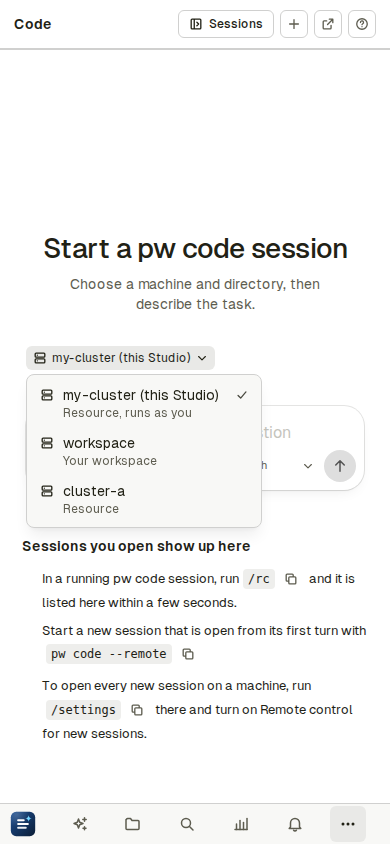 Code
Sessions
Start a pw code session
Choose a machine and directory, then
describe the task.
my-cluster (this Studio)
my-cluster (this Studio)
Resource, runs as you
workspace
Your workspace
cluster-a
Resource
Sessions you open show up here
In a running pw code session, run /rc and it is
listed here within a few seconds.
Start a new session that is open from its first turn with
pw code --remote
To open every new session on a machine, run
/settings there and turn on Remote control
for new sessions.